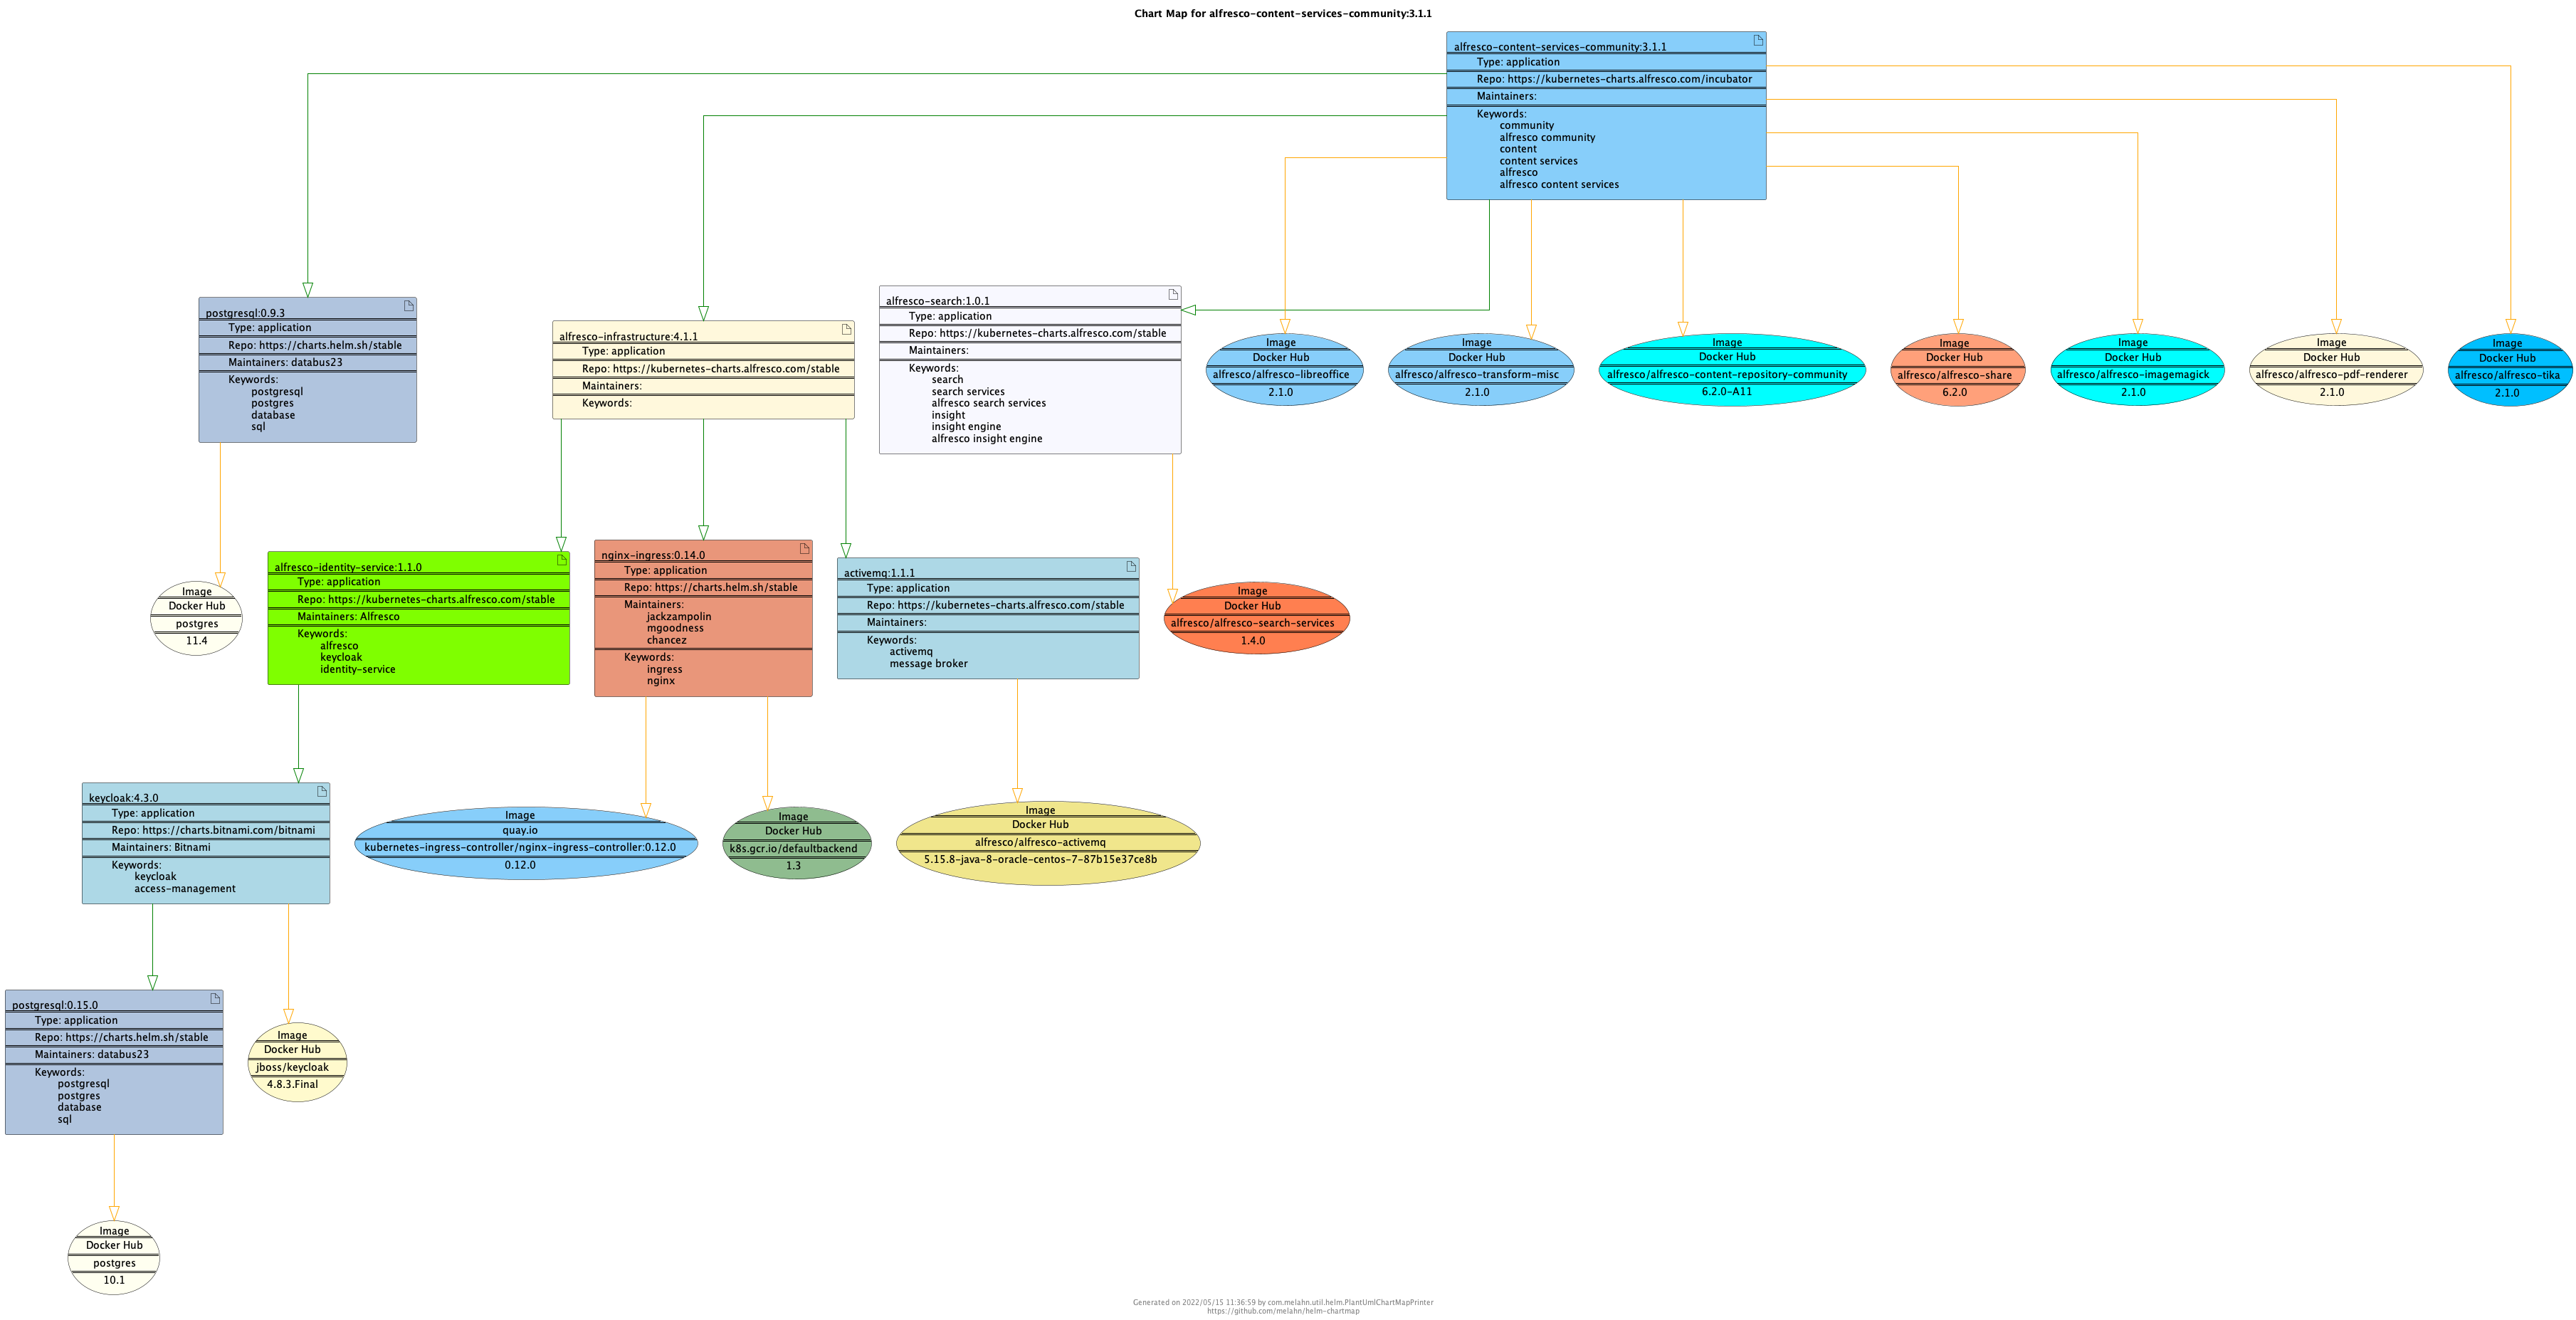 Chart Map for alfresco-content-services-community:3.1.1
alfresco-content-services-community:3.1.1
Type: application
Repo: https://kubernetes-charts.alfresco.com/incubator
Maintainers:
Keywords:
community
alfresco community
content
content services
alfresco
alfresco content services
postgresql:0.9.3
Type: application
Repo: https://charts.helm.sh/stable
Maintainers: databus23
Keywords:
postgresql
postgres
database
sql
alfresco-infrastructure:4.1.1
Type: application
Repo: https://kubernetes-charts.alfresco.com/stable
Maintainers:
Keywords:
alfresco-search:1.0.1
Type: application
Repo: https://kubernetes-charts.alfresco.com/stable
Maintainers:
Keywords:
search
search services
alfresco search services
insight
insight engine
alfresco insight engine
Image
Docker Hub
alfresco/alfresco-libreoffice
2.1.0
Image
Docker Hub
alfresco/alfresco-transform-misc
2.1.0
Image
Docker Hub
alfresco/alfresco-content-repository-community
6.2.0-A11
Image
Docker Hub
alfresco/alfresco-share
6.2.0
Image
Docker Hub
alfresco/alfresco-imagemagick
2.1.0
Image
Docker Hub
alfresco/alfresco-pdf-renderer
2.1.0
Image
Docker Hub
alfresco/alfresco-tika
2.1.0
Image
Docker Hub
postgres
11.4
alfresco-identity-service:1.1.0
Type: application
Repo: https://kubernetes-charts.alfresco.com/stable
Maintainers: Alfresco
Keywords:
alfresco
keycloak
identity-service
nginx-ingress:0.14.0
Type: application
Repo: https://charts.helm.sh/stable
Maintainers:
jackzampolin
mgoodness
chancez
Keywords:
ingress
nginx
activemq:1.1.1
Type: application
Repo: https://kubernetes-charts.alfresco.com/stable
Maintainers:
Keywords:
activemq
message broker
Image
Docker Hub
alfresco/alfresco-search-services
1.4.0
keycloak:4.3.0
Type: application
Repo: https://charts.bitnami.com/bitnami
Maintainers: Bitnami
Keywords:
keycloak
access-management
Image
quay.io
kubernetes-ingress-controller/nginx-ingress-controller:0.12.0
0.12.0
Image
Docker Hub
k8s.gcr.io/defaultbackend
1.3
Image
Docker Hub
alfresco/alfresco-activemq
5.15.8-java-8-oracle-centos-7-87b15e37ce8b
postgresql:0.15.0
Type: application
Repo: https://charts.helm.sh/stable
Maintainers: databus23
Keywords:
postgresql
postgres
database
sql
Image
Docker Hub
jboss/keycloak
4.8.3.Final
Image
Docker Hub
postgres
10.1
Generated on 2022/05/15 11:36:59 by com.melahn.util.helm.PlantUmlChartMapPrinter
https://github.com/melahn/helm-chartmap